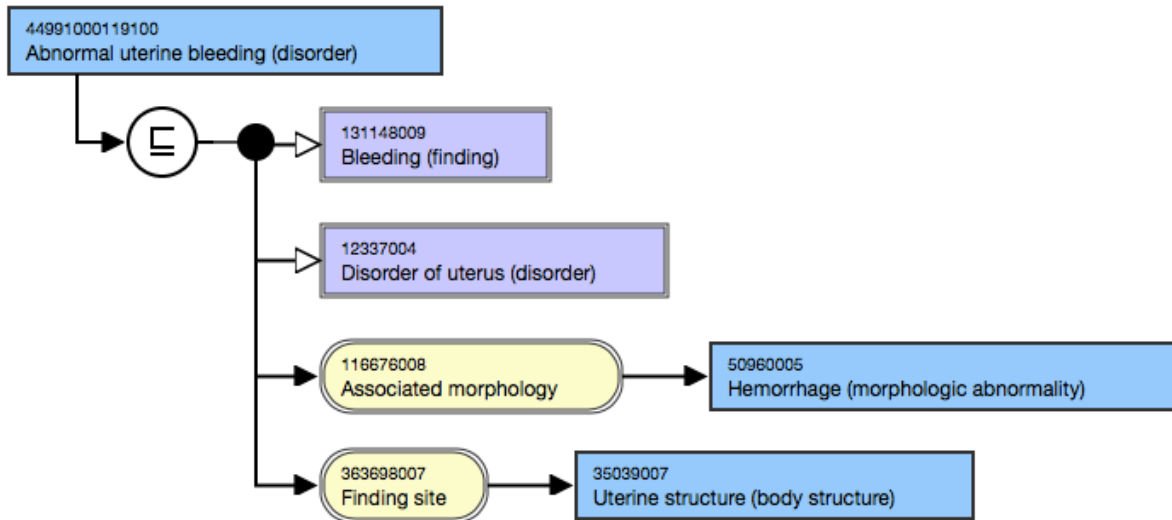 44991000119100
Abnormal uterine bleeding (disorder)
⊑
131148009
Bleeding (finding)
12337004
Disorder of uterus (disorder)
116676008
Associated morphology
50960005
Hemorrhage (morphologic abnormality)
363698007
Finding site
35039007
Uterine structure (body structure)